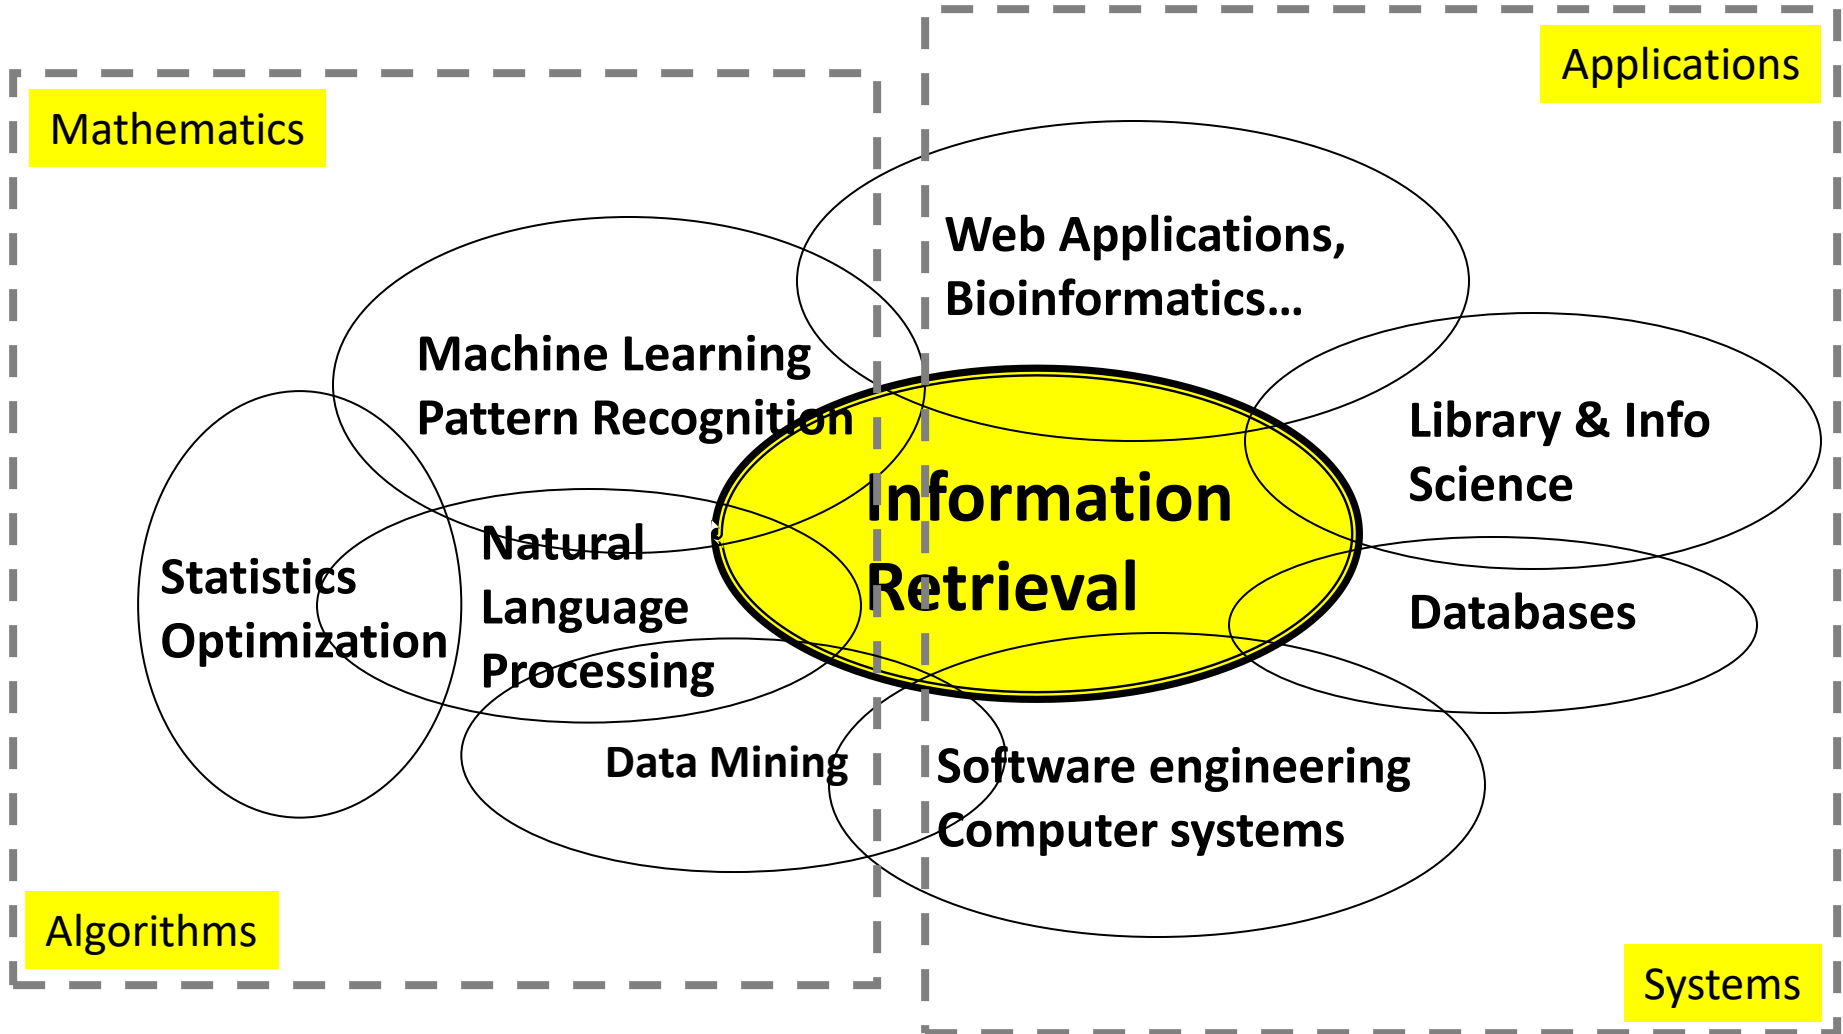 Applications
Mathematics
Web Applications,
Bioinformatics…
Machine Learning
Pattern Recognition
Library & Info
Science
Information
Retrieval
Natural
Language
Processing
Statistics
Optimization
Databases
Data Mining
Software engineering
Computer systems
Algorithms
Systems